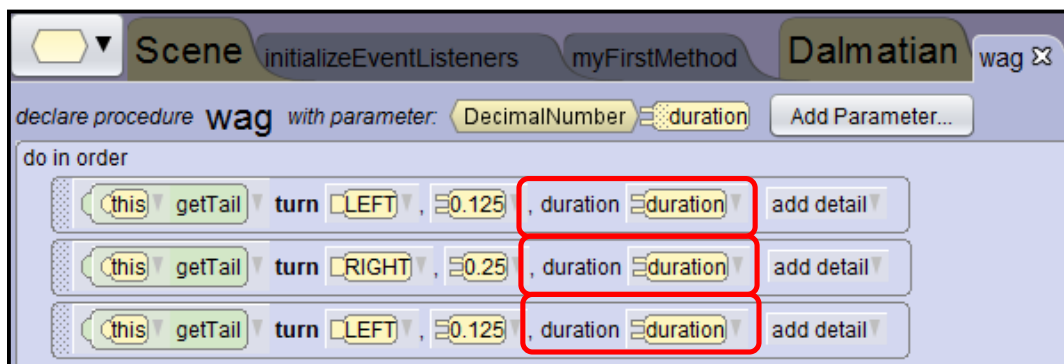 Scene initializeEventListeners myFirstMethod Dalmatian wag
declare procedure wag with parameter: DecimalNumber duration Add Parameter...
do in order
this getTail turn LEFT , 0.125 , duration duration add detail
this getTail turn RIGHT , 0.25 , duration duration add detail
this getTail turn LEFT , 0.125 , duration duration add detail